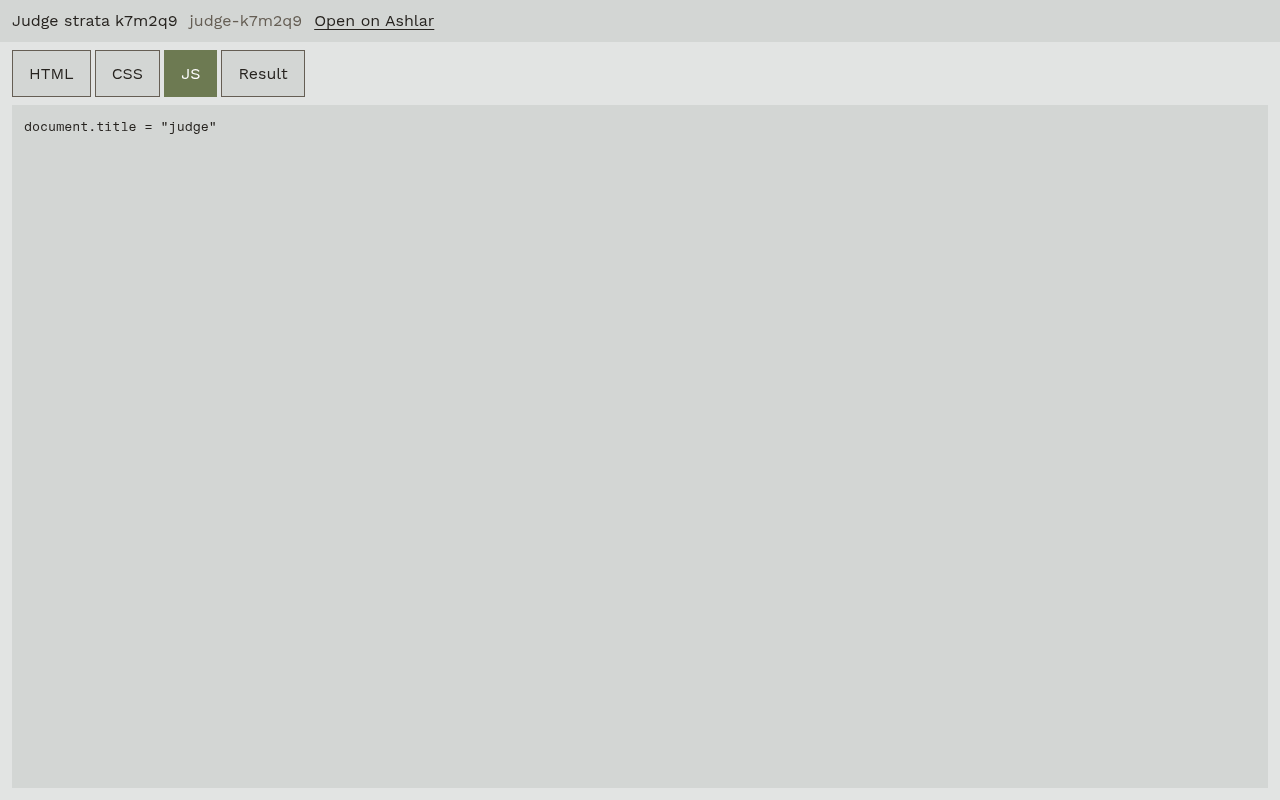 Judge strata k7m2q9 judge-k7m2q9 Open on Ashlar
HTML CSS JS Result
document.title = "judge"